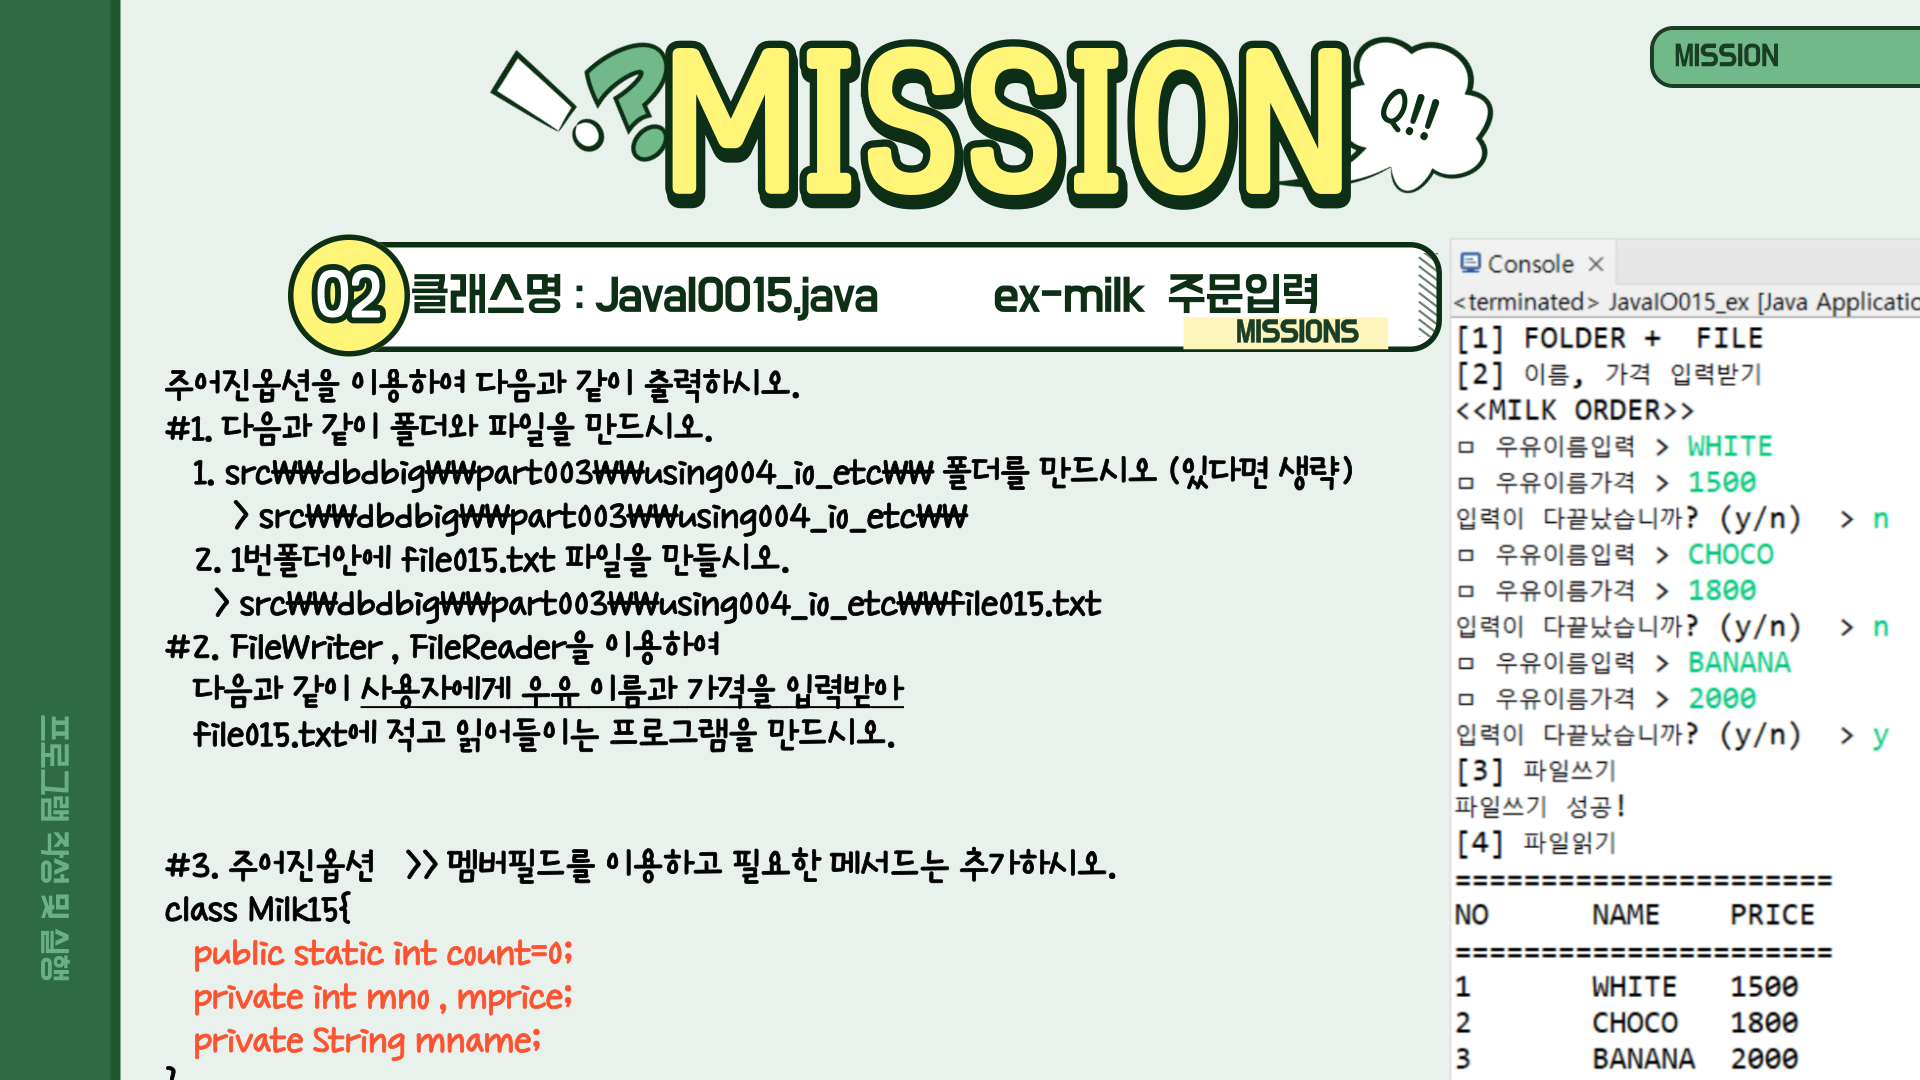 MISSION
!?MISSION
Q!!
02 클래스명 : JavaIO015.java ex-milk 주문입력
MISSIONS
주어진옵션을 이용하여 다음과 같이 출력하시오.
#1. 다음과 같이 폴더와 파일을 만드시오.
1. src₩₩dbdbig₩₩part003₩₩using004_io_etc₩₩ 폴더를 만드시오 (있다면 생략)
> src₩₩dbdbig₩₩part003₩₩using004_io_etc₩₩
2. 1번폴더안에 file015.txt 파일을 만들시오.
> src₩₩dbdbig₩₩part003₩₩using004_io_etc₩₩file015.txt
#2. FileWriter , FileReader을 이용하여
다음과 같이 사용자에게 우유 이름과 가격을 입력받아
file015.txt에 적고 읽어들이는 프로그램을 만드시오.
#3. 주어진옵션 >> 멤버필드를 이용하고 필요한 메서드는 추가하시오.
class Milk15{
public static int count=0;
private int mno , mprice;
private String mname;
}
프로그램 작성 및 실행
Console ×
<terminated> JavaIO015_ex [Java Applicatio
[1] FOLDER + FILE
[2] 이름, 가격 입력받기
<<MILK ORDER>>
ㅁ 우유이름입력 > WHITE
ㅁ 우유이름가격 > 1500
입력이 다끝났습니까? (y/n) > n
ㅁ 우유이름입력 > CHOCO
ㅁ 우유이름가격 > 1800
입력이 다끝났습니까? (y/n) > n
ㅁ 우유이름입력 > BANANA
ㅁ 우유이름가격 > 2000
입력이 다끝났습니까? (y/n) > y
[3] 파일쓰기
파일쓰기 성공!
[4] 파일읽기
======================
NO NAME PRICE
======================
1 WHITE 1500
2 CHOCO 1800
3 BANANA 2000